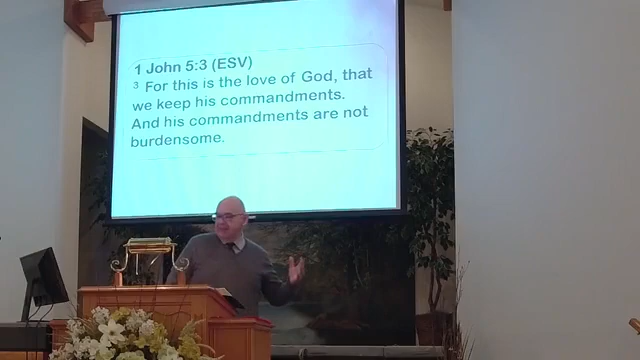 1 John 5:3 (ESV)
3 For this is the love of God, that
we keep his commandments.
And his commandments are not
burdensome.